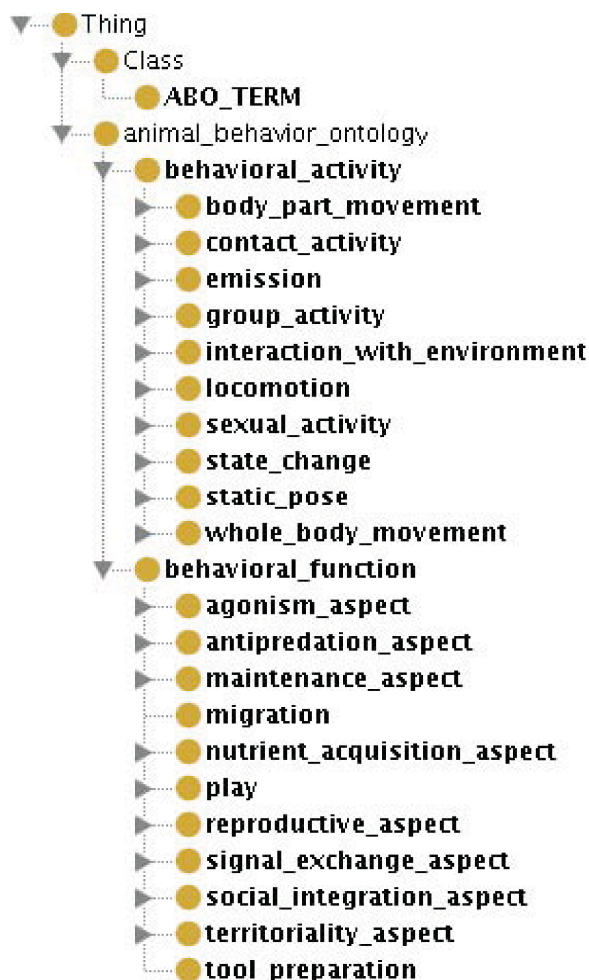 Thing
Class
ABO_TERM
animal_behavior_ontology
behavioral_activity
body_part_movement
contact_activity
emission
group_activity
interaction_with_environment
locomotion
sexual_activity
state_change
static_pose
whole_body_movement
behavioral_function
agonism_aspect
antipredation_aspect
maintenance_aspect
migration
nutrient_acquisition_aspect
play
reproductive_aspect
signal_exchange_aspect
social_integration_aspect
territoriality_aspect
tool_preparation